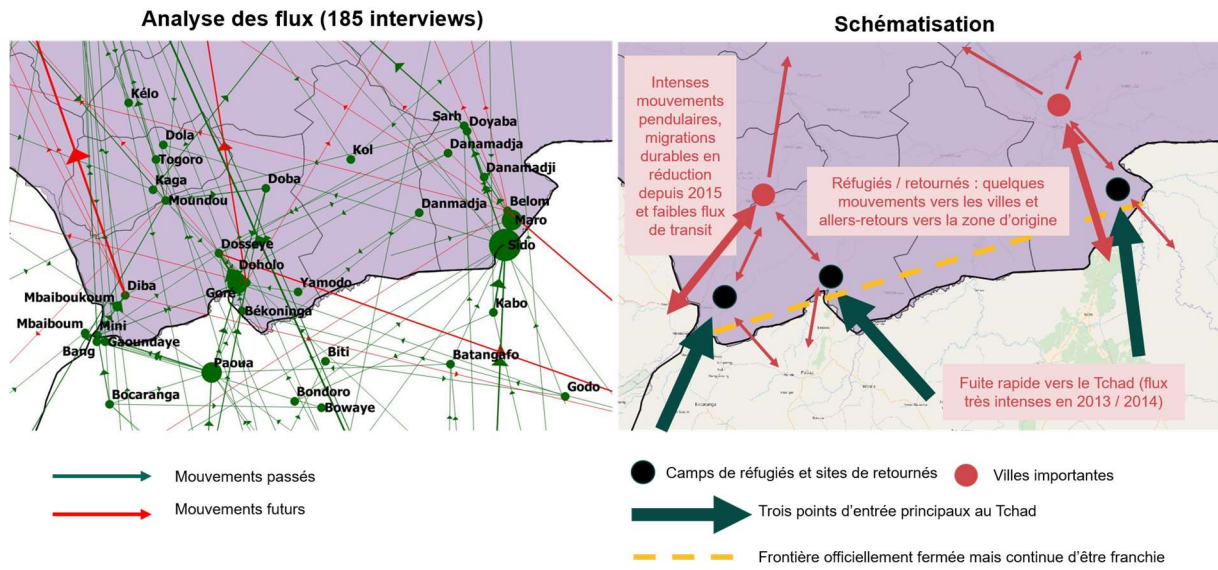 Analyse des flux (185 interviews)
Kélo
Dola
Togoro
Kaga
Moundou
Kol
Doba
Sarh
Doyaba
Danamadja
Danamadji
Danmadja
Belom
Maro
Sido
Dosseye
Doholo
Gore
Yamodo
Békoninga
Diba
Mbaiboukoum
Mbaiboum
Mini
Gaoundaye
Bang
Kabo
Paoua
Biti
Batangafo
Bocaranga
Bondoro
Bowaye
Godo
Mouvements passés
Mouvements futurs
Schématisation
Intenses
mouvements
pendulaires,
migrations
durables en
réduction
depuis 2015
et faibles flux
de transit
Réfugiés / retournés : quelques
mouvements vers les villes et
allers-retours vers la zone d'origine
Fuite rapide vers le Tchad (flux
très intenses en 2013 / 2014)
Camps de réfugiés et sites de retournés
Villes importantes
Trois points d'entrée principaux au Tchad
Frontière officiellement fermée mais continue d'être franchie